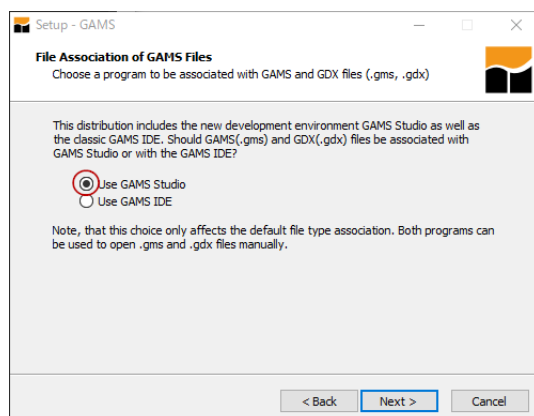 Setup - GAMS
File Association of GAMS Files
Choose a program to be associated with GAMS and GDX files (.gms, .gdx)
This distribution includes the new development environment GAMS Studio as well as
the classic GAMS IDE. Should GAMS(.gms) and GDX(.gdx) files be associated with
GAMS Studio or with the GAMS IDE?
Use GAMS Studio
Use GAMS IDE
Note, that this choice only affects the default file type association. Both programs can
be used to open .gms and .gdx files manually.
< Back Next > Cancel